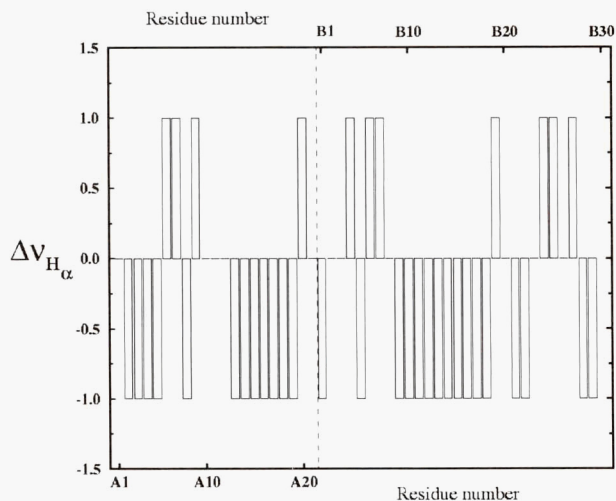 Residue number
B1 B10 B20 B30
1.5
1.0
0.5
0.0
-0.5
-1.0
-1.5
ΔνHα
A1 A10 A20
Residue number